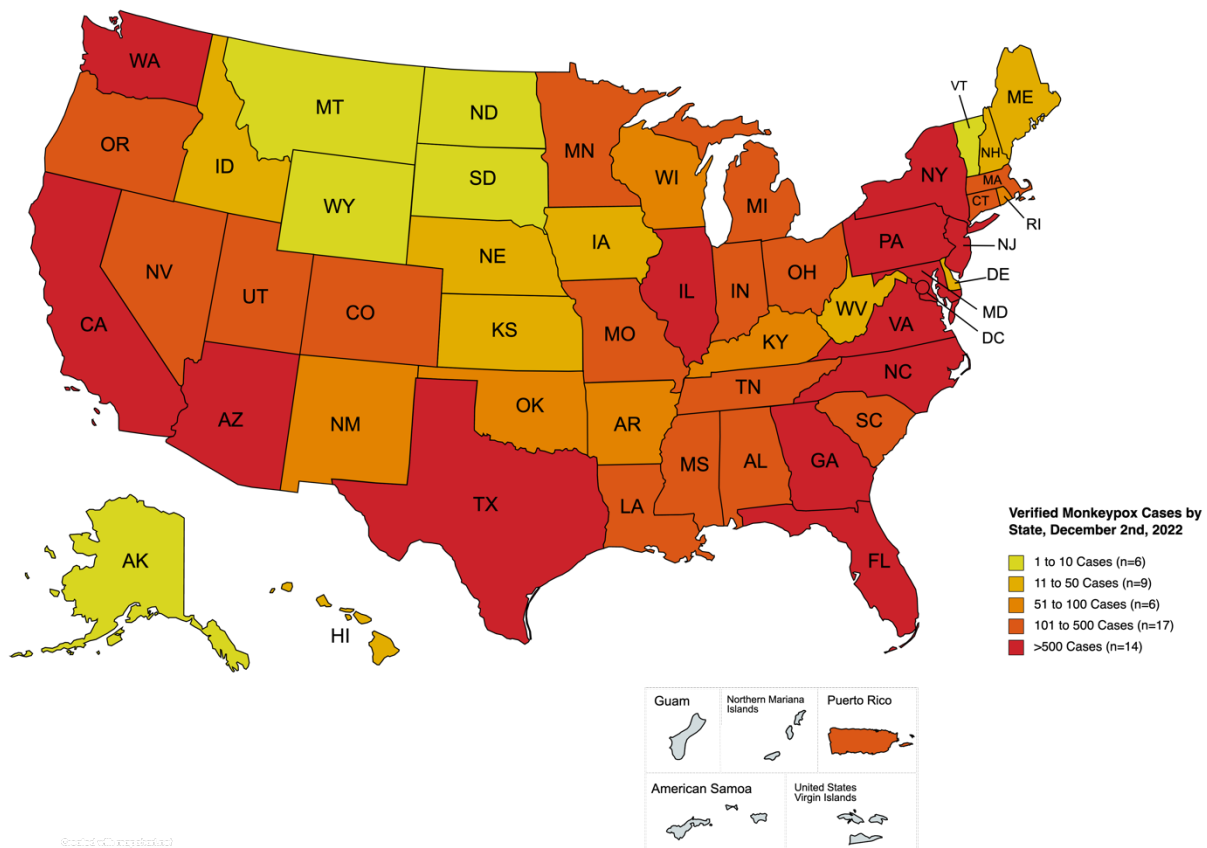 WA
MT
ND
MN
VT
ME
OR
ID
SD
WI
NH
NY
MA
WY
MI
CT
RI
NE
IA
PA
NJ
NV
UT
CO
IL
IN
OH
DE
CA
KS
MO
WV
VA
MD
KY
DC
AZ
NM
OK
AR
TN
NC
SC
MS
AL
GA
TX
LA
FL
AK
HI
Verified Monkeypox Cases by
State, December 2nd, 2022
1 to 10 Cases (n=6)
11 to 50 Cases (n=9)
51 to 100 Cases (n=6)
101 to 500 Cases (n=17)
>500 Cases (n=14)
Guam
Northern Mariana
Islands
Puerto Rico
American Samoa
United States
Virgin Islands